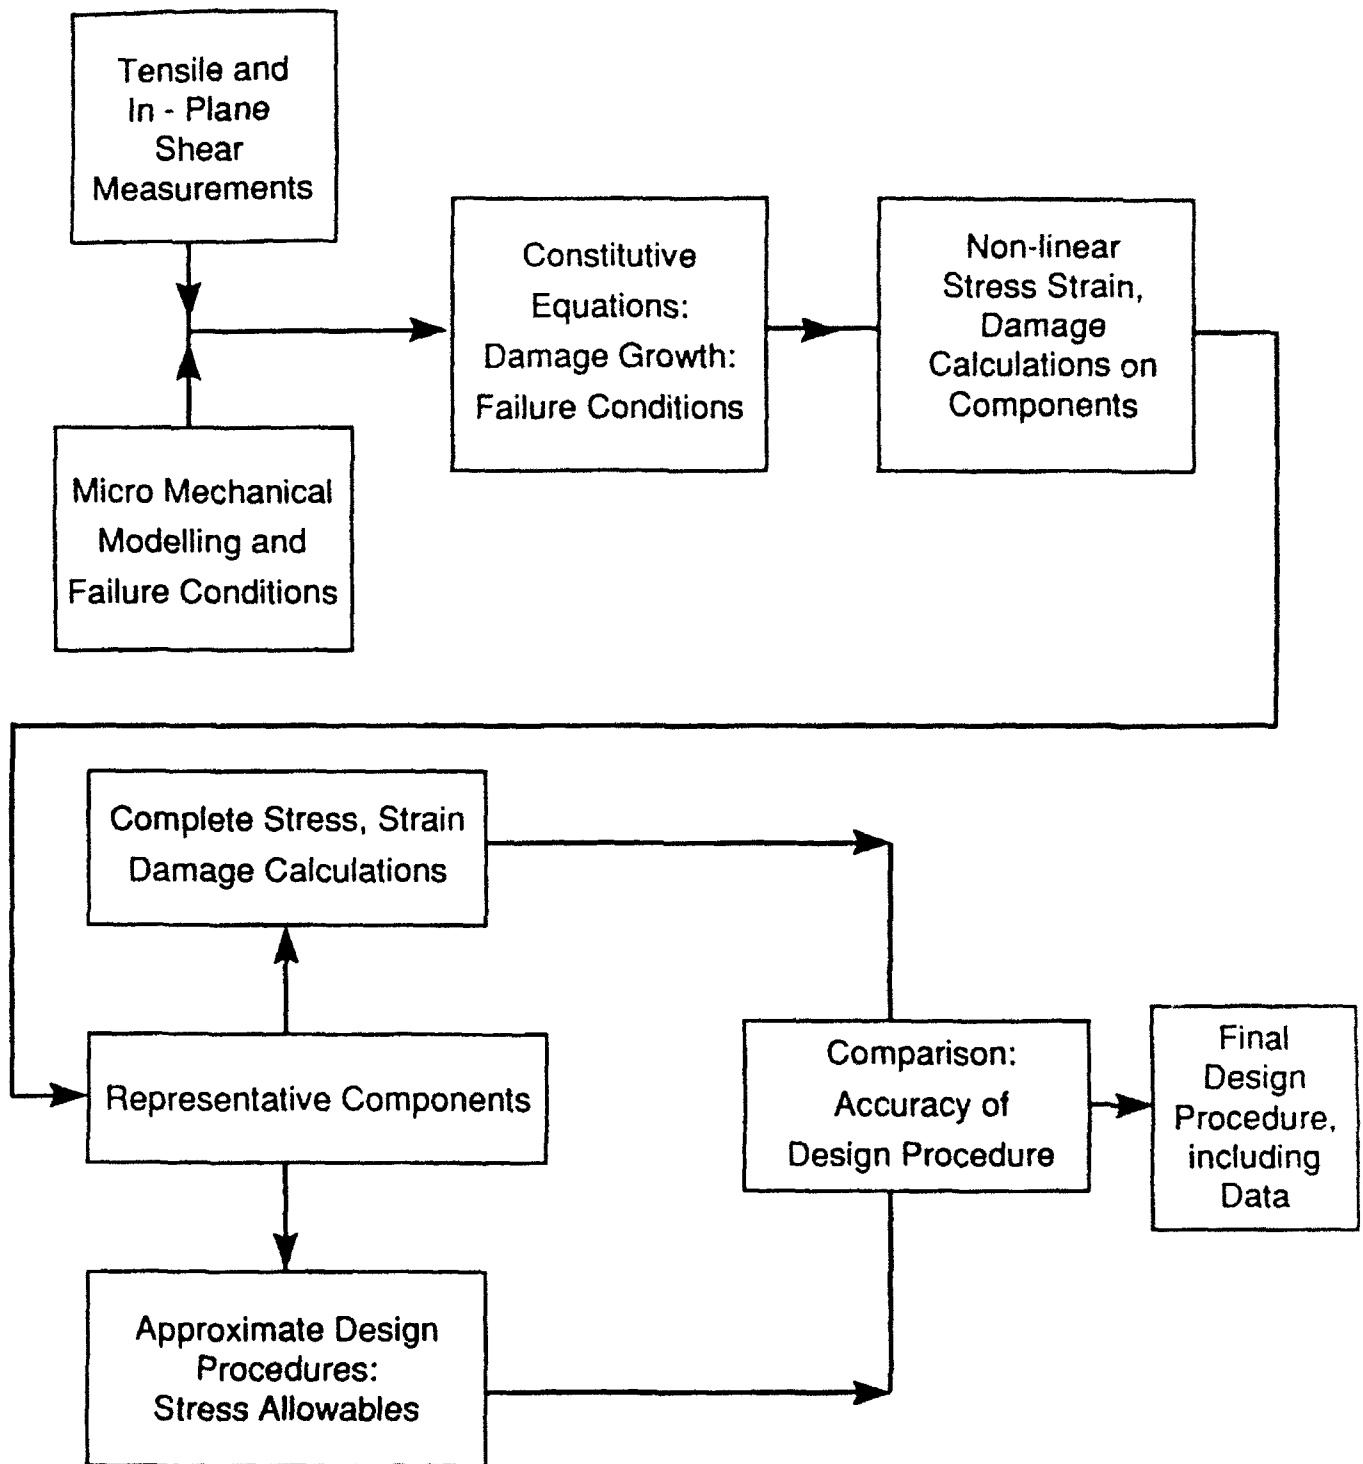 Tensile and
In - Plane
Shear
Measurements
Micro Mechanical
Modelling and
Failure Conditions
Constitutive
Equations:
Damage Growth:
Failure Conditions
Non-linear
Stress Strain,
Damage
Calculations on
Components
Complete Stress, Strain
Damage Calculations
Representative Components
Approximate Design
Procedures:
Stress Allowables
Comparison:
Accuracy of
Design Procedure
Final
Design
Procedure,
including
Data